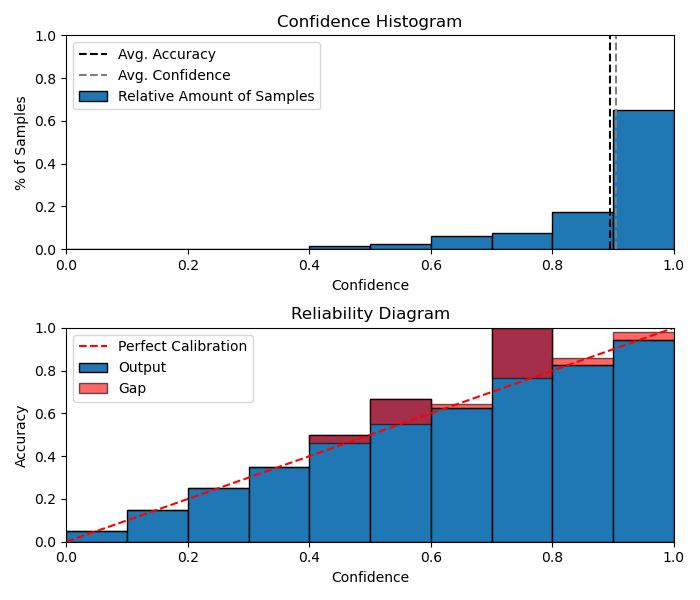 Confidence Histogram
1.0
0.8
0.6
0.4
0.2
0.0
% of Samples
Avg. Accuracy
Avg. Confidence
Relative Amount of Samples
0.0 0.2 0.4 0.6 0.8 1.0
Confidence
Reliability Diagram
1.0
0.8
0.6
0.4
0.2
0.0
Accuracy
Perfect Calibration
Output
Gap
0.0 0.2 0.4 0.6 0.8 1.0
Confidence